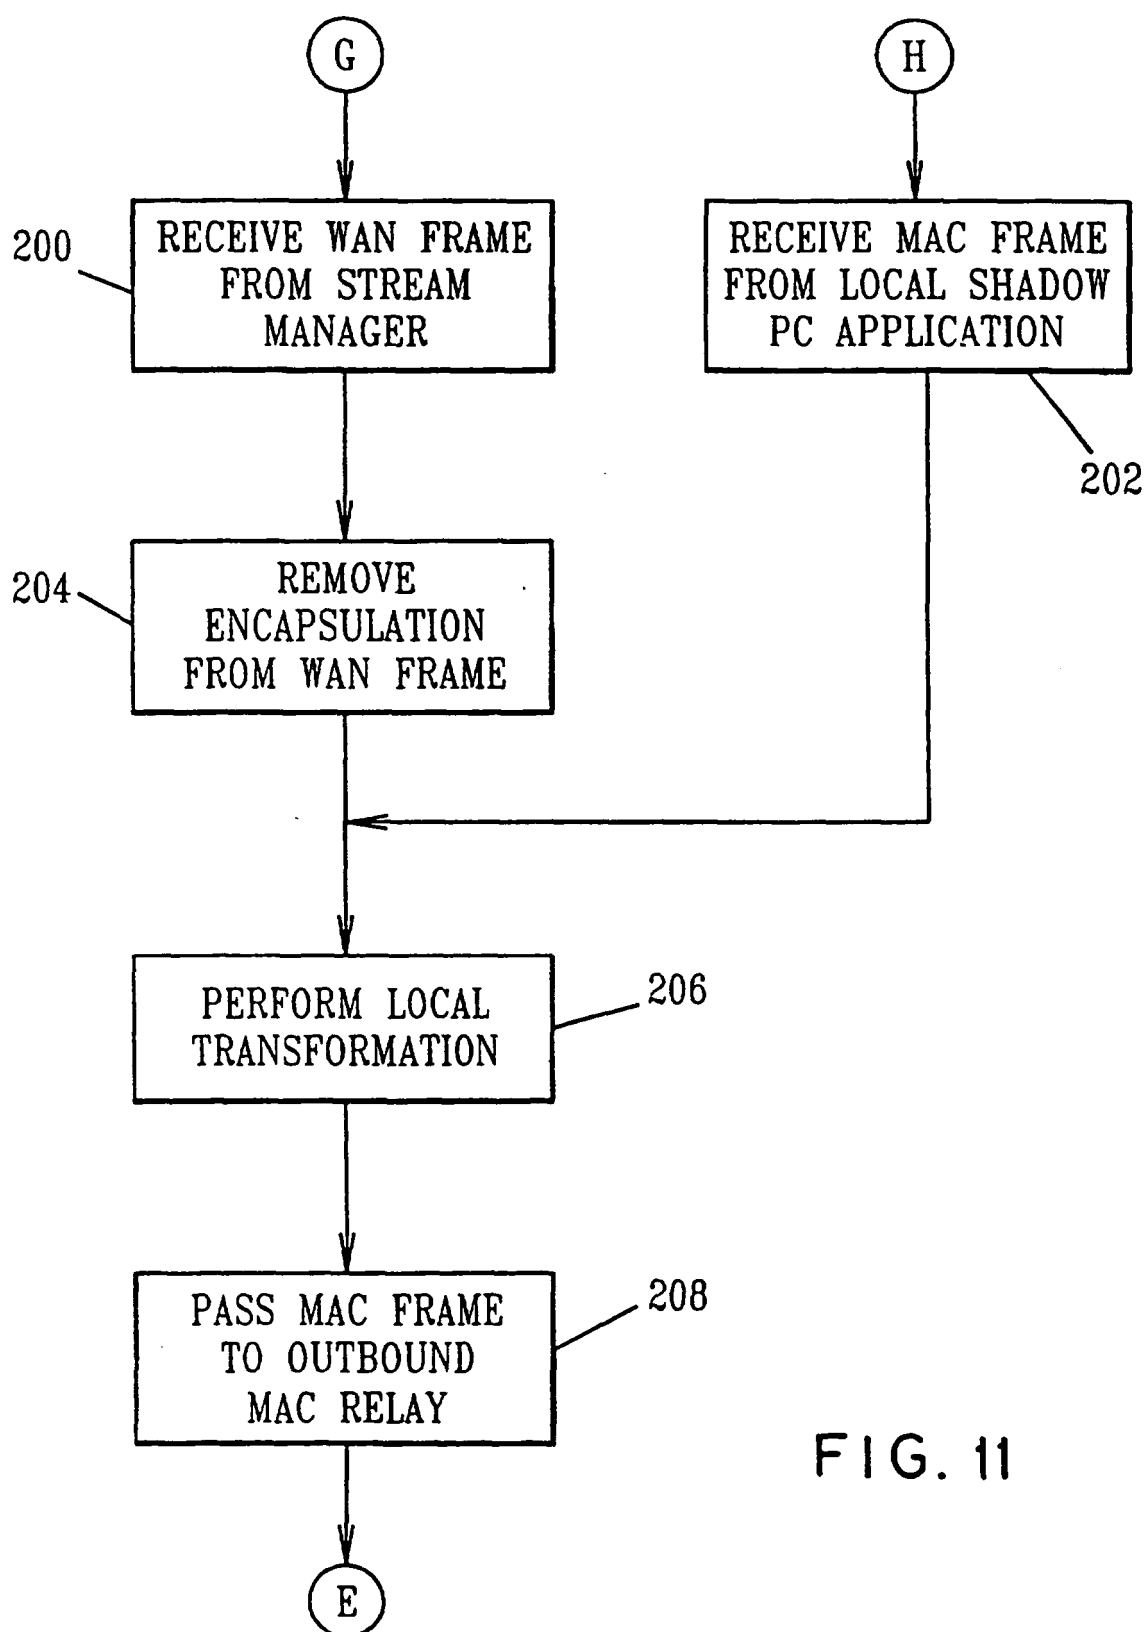 G
H
200
RECEIVE WAN FRAME
FROM STREAM
MANAGER
RECEIVE MAC FRAME
FROM LOCAL SHADOW
PC APPLICATION
202
204
REMOVE
ENCAPSULATION
FROM WAN FRAME
PERFORM LOCAL
TRANSFORMATION
206
PASS MAC FRAME
TO OUTBOUND
MAC RELAY
208
FIG. 11
E